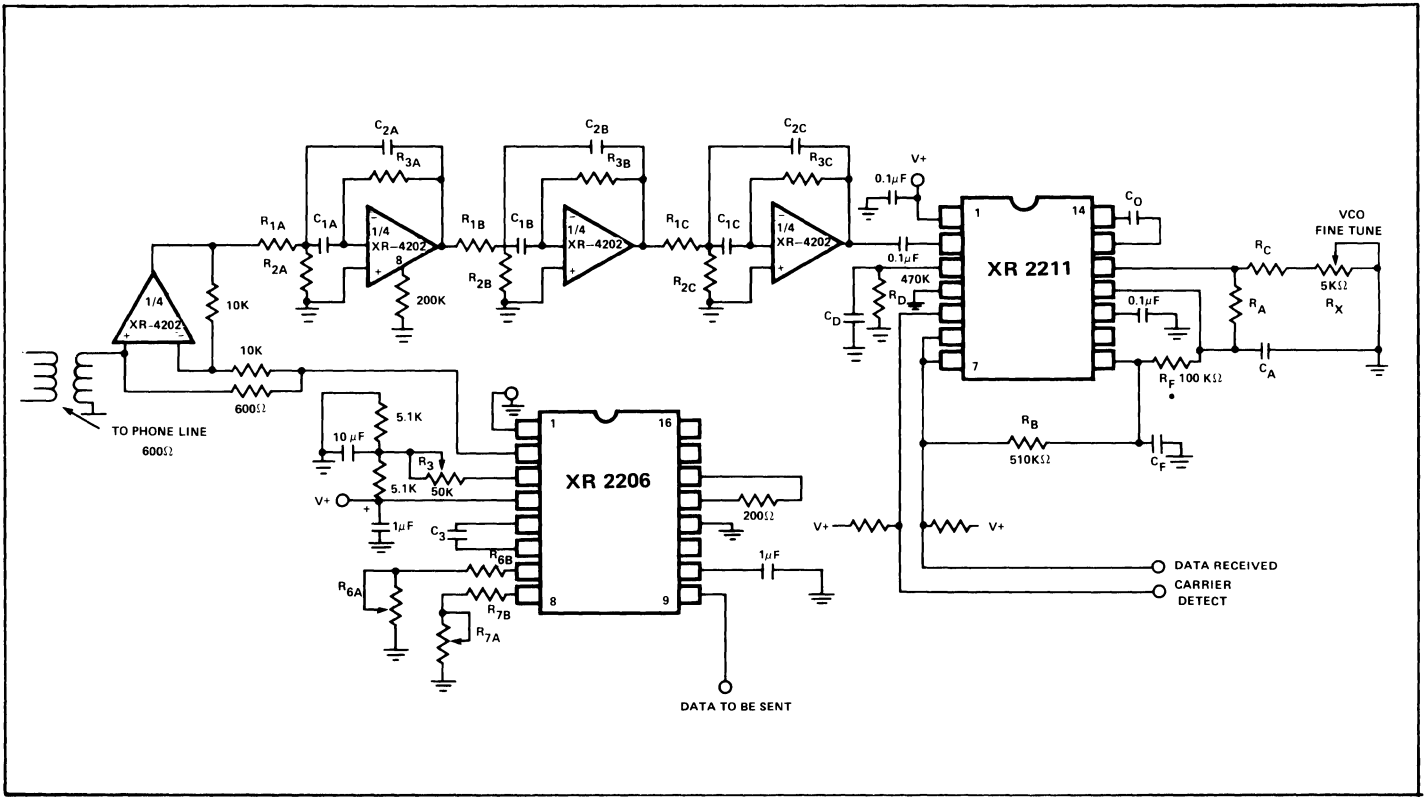 C2A
R3A
C2B
R3B
C2C
R3C
V+
0.1μF
R1A
C1A
R2A
−
1/4
XR-4202
8
+
200K
R1B
C1B
R2B
−
1/4
XR-4202
+
R1C
C1C
R2C
−
1/4
XR-4202
+
0.1μF
470K
RD
CD
1
14
XR 2211
7
CO
RC
VCO
FINE TUNE
5KΩ
RX
RA
0.1μF
CA
RF
100 KΩ
RB
510KΩ
CF
1/4
XR-4202
+
−
10K
10K
600Ω
TO PHONE LINE
600Ω
5.1K
10 μF
R3
50K
5.1K
V+
+
1μF
C3
R6B
R6A
R7B
R7A
1
16
XR 2206
8
9
200Ω
1μF
V+
V+
DATA RECEIVED
CARRIER
DETECT
DATA TO BE SENT